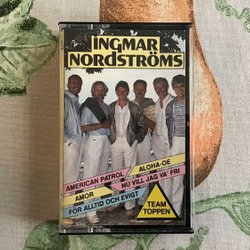 INGMAR
NORDSTRÖMS
ALOHA-OE
AMERICAN PATROL
NU VILL JAG VA' FRI
AMOR
FÖR ALLTID OCH EVIGT
TEAM
TOPPEN